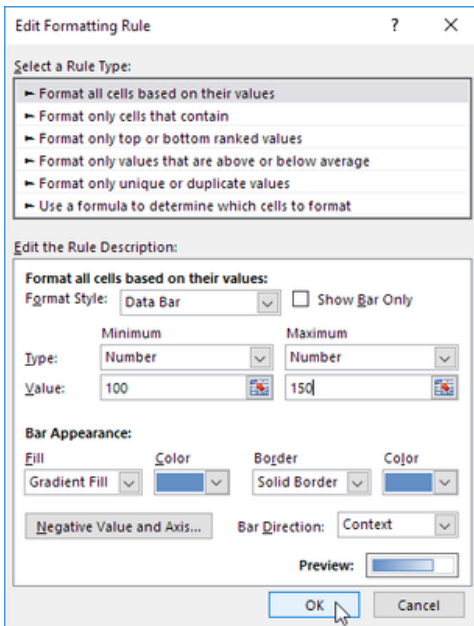 Edit Formatting Rule ?
Select a Rule Type:
► Format all cells based on their values
► Format only cells that contain
► Format only top or bottom ranked values
► Format only values that are above or below average
► Format only unique or duplicate values
► Use a formula to determine which cells to format
Edit the Rule Description:
Format all cells based on their values:
Format Style: Data Bar Show Bar Only
Minimum Maximum
Type: Number Number
Value: 100 150
Bar Appearance:
Fill Color Border Color
Gradient Fill Solid Border
Negative Value and Axis... Bar Direction: Context
Preview:
OK Cancel